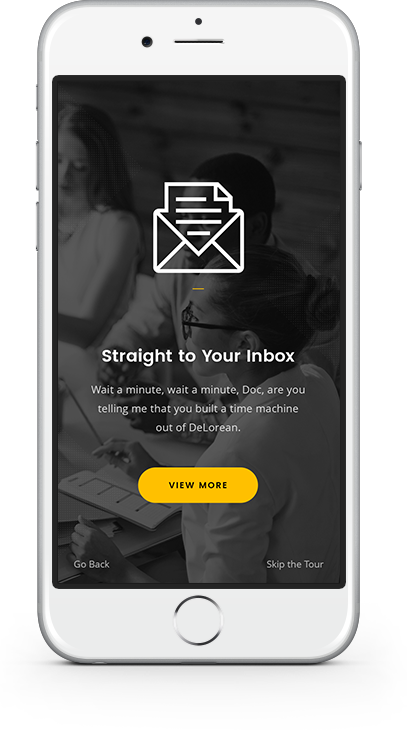 Straight to Your Inbox
Wait a minute, wait a minute, Doc, are you
telling me that you built a time machine
out of DeLorean.
VIEW MORE
Go Back
Skip the Tour